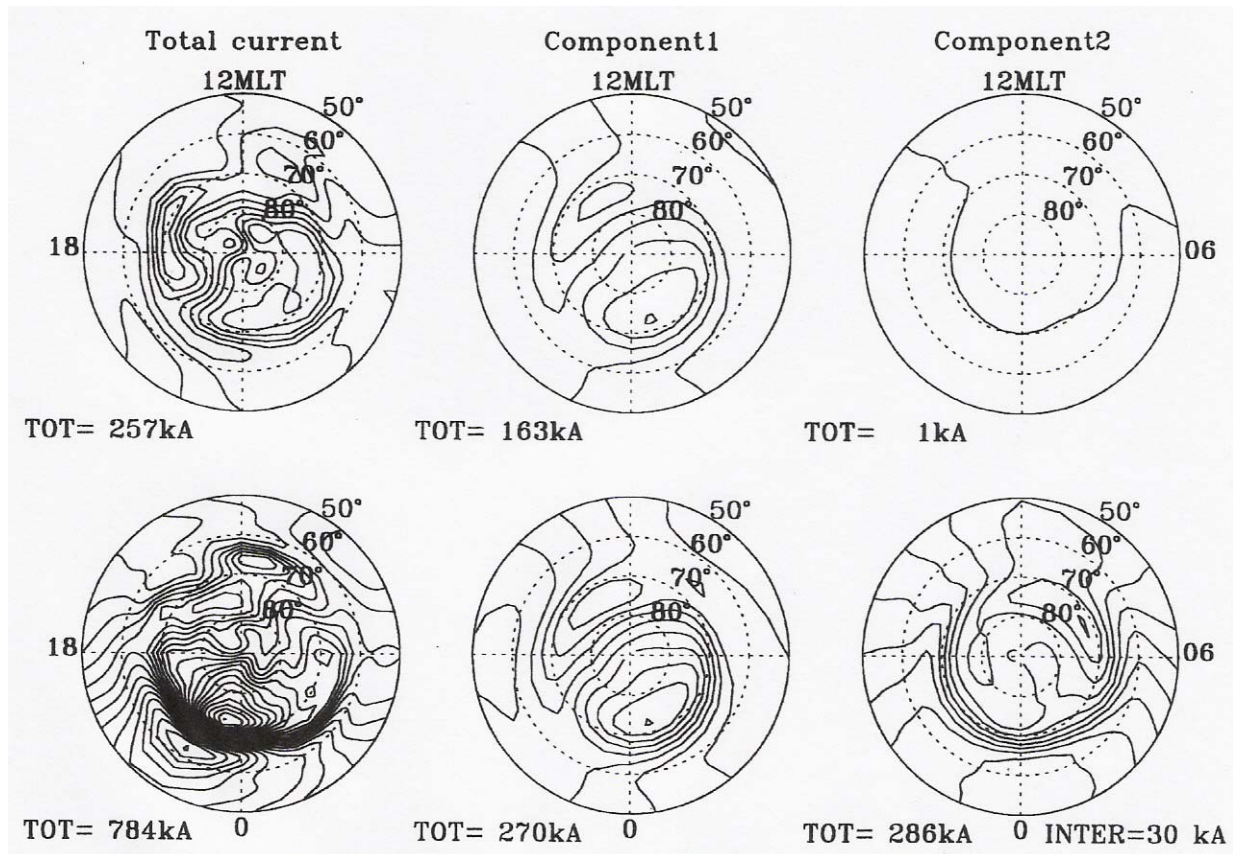 Total current Component1 Component2
12MLT 12MLT 12MLT
50° 50° 50°
60° 60° 60°
70° 70° 70°
80° 80° 80°
18 06
TOT= 257kA TOT= 163kA TOT= 1kA
50° 50° 50°
60° 60° 60°
70° 70° 70°
80° 80° 80°
18 06
TOT= 784kA 0 TOT= 270kA 0 TOT= 286kA 0 INTER=30 kA